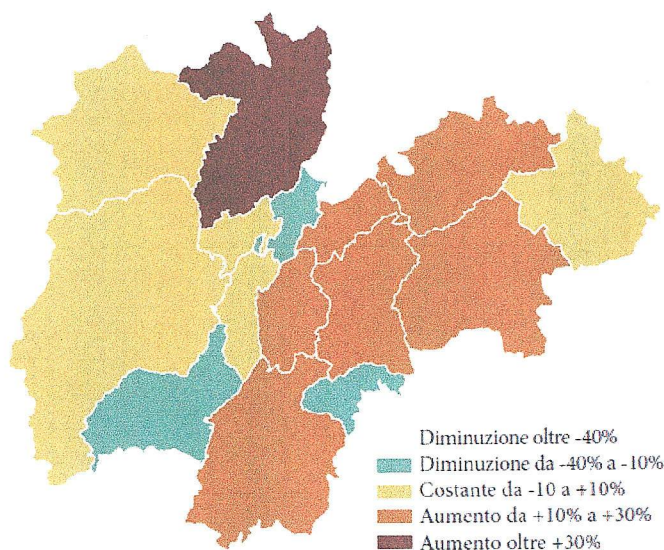 Diminuzione oltre -40%
Diminuzione da -40% a -10%
Costante da -10 a +10%
Aumento da +10% a +30%
Aumento oltre +30%